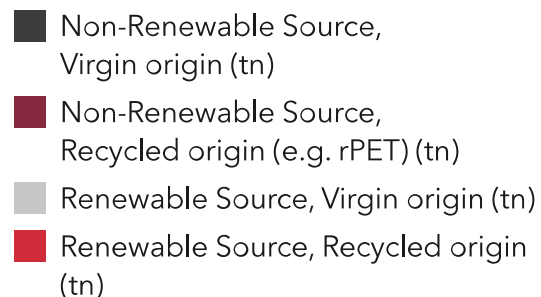 Non-Renewable Source,
Virgin origin (tn)
Non-Renewable Source,
Recycled origin (e.g. rPET) (tn)
Renewable Source, Virgin origin (tn)
Renewable Source, Recycled origin
(tn)